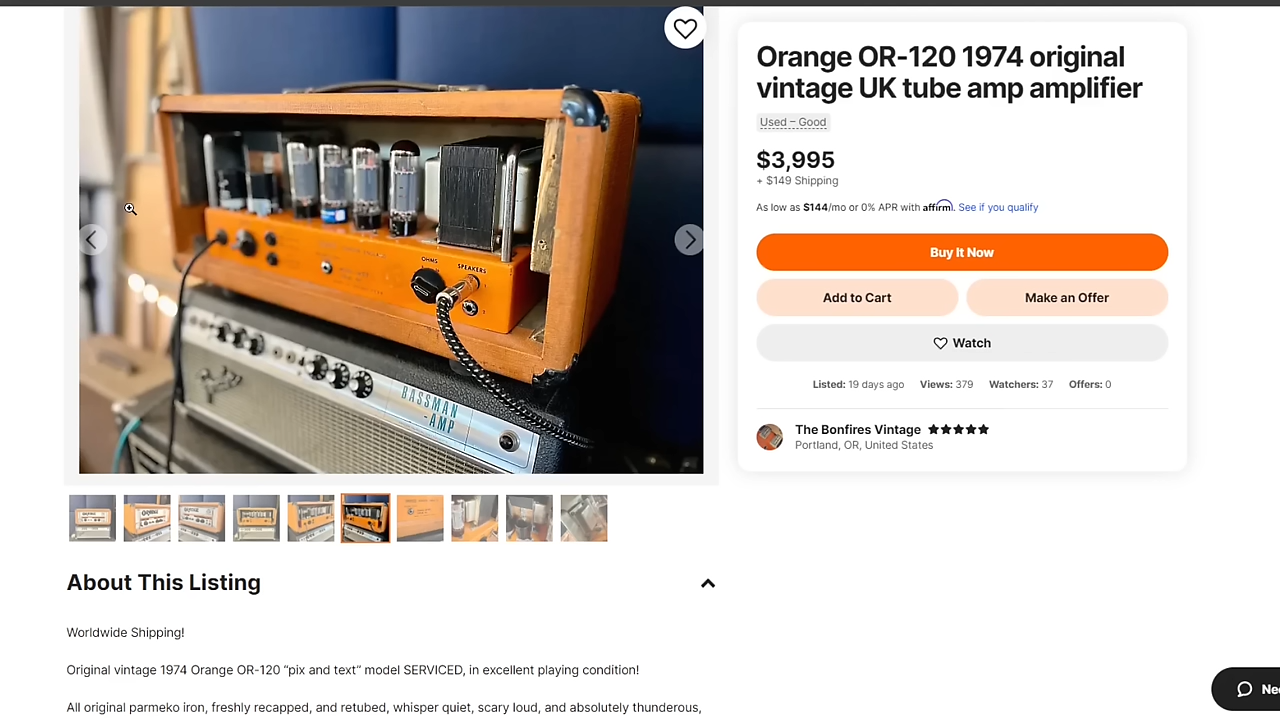 Orange OR-120 1974 original
vintage UK tube amp amplifier
Used – Good
$3,995
+ $149 Shipping
As low as $144/mo or 0% APR with affirm. See if you qualify
Buy It Now
Add to Cart
Make an Offer
Watch
Listed: 19 days ago Views: 379 Watchers: 37 Offers: 0
The Bonfires Vintage
Portland, OR, United States
OHMS
SPEAKERS
BASSMAN
-AMP
About This Listing
Worldwide Shipping!
Original vintage 1974 Orange OR-120 “pix and text” model SERVICED, in excellent playing condition!
All original parmeko iron, freshly recapped, and retubed, whisper quiet, scary loud, and absolutely thunderous,